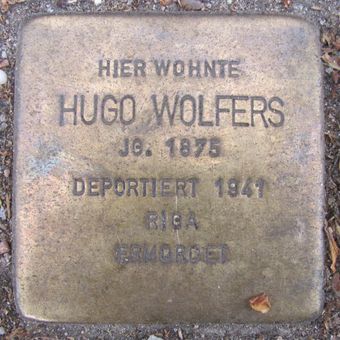 HIER WOHNTE
HUGO WOLFERS
JG. 1875
DEPORTIERT 1941
RIGA
ERMORDET